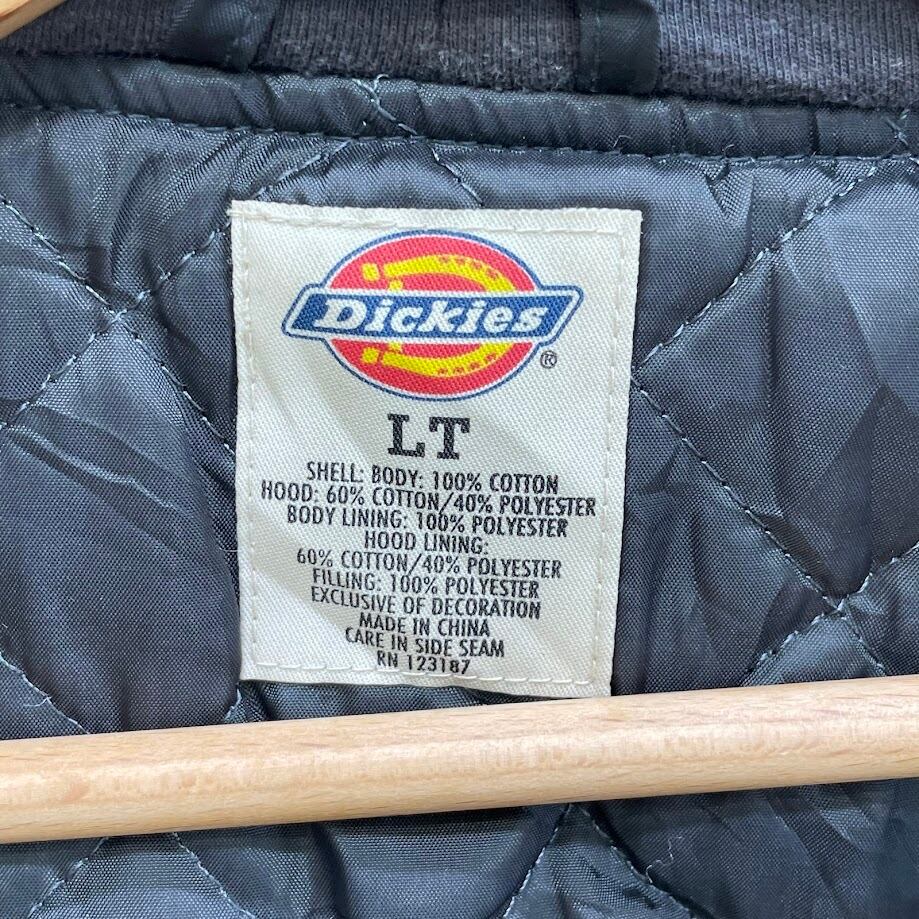 Dickies
®
LT
SHELL: BODY: 100% COTTON
HOOD: 60% COTTON/40% POLYESTER
BODY LINING: 100% POLYESTER
HOOD LINING:
60% COTTON/40% POLYESTER
FILLING: 100% POLYESTER
EXCLUSIVE OF DECORATION
MADE IN CHINA
CARE IN SIDE SEAM
RN 123187